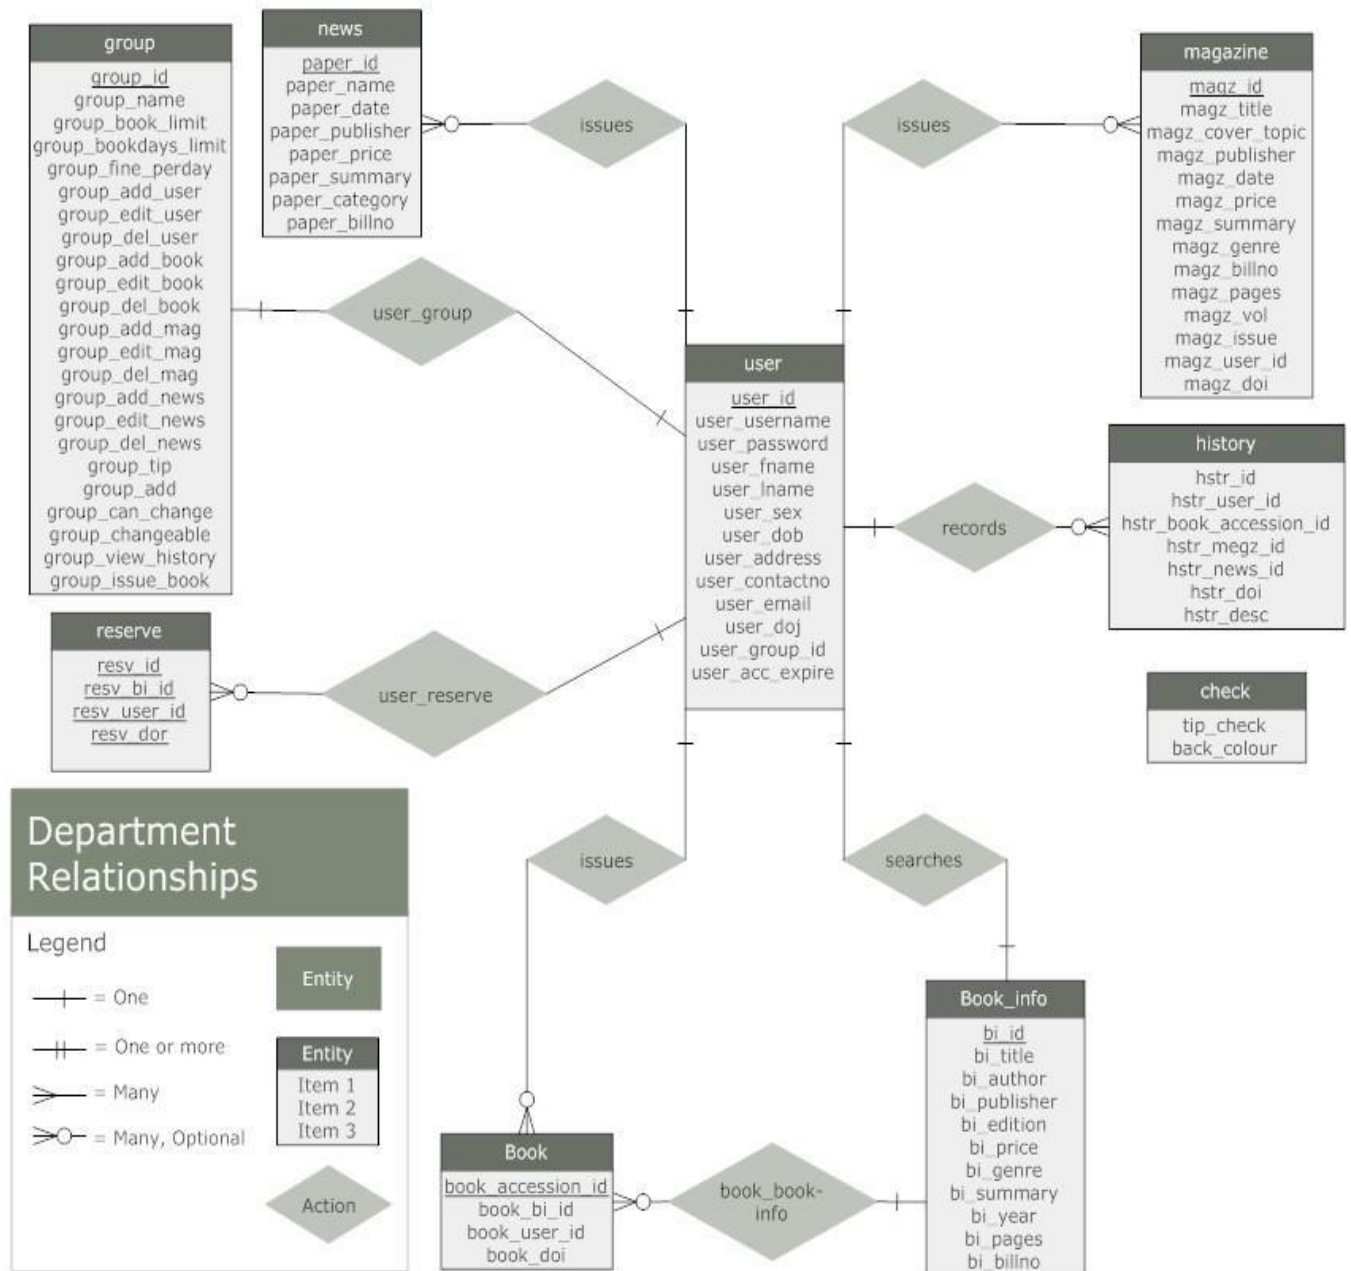 group
group_id
group_name
group_book_limit
group_bookdays_limit
group_fine_perday
group_add_user
group_edit_user
group_del_user
group_add_book
group_edit_book
group_del_book
group_add_mag
group_edit_mag
group_del_mag
group_add_news
group_edit_news
group_del_news
group_tip
group_add
group_can_change
group_changeable
group_view_history
group_issue_book
news
paper_id
paper_name
paper_date
paper_publisher
paper_price
paper_summary
paper_category
paper_billno
issues
issues
magazine
magz_id
magz_title
magz_cover_topic
magz_publisher
magz_date
magz_price
magz_summary
magz_genre
magz_billno
magz_pages
magz_vol
magz_issue
magz_user_id
magz_doi
user_group
user
user_id
user_username
user_password
user_fname
user_lname
user_sex
user_dob
user_address
user_contactno
user_email
user_doj
user_group_id
user_acc_expire
records
history
hstr_id
hstr_user_id
hstr_book_accession_id
hstr_megz_id
hstr_news_id
hstr_doi
hstr_desc
reserve
resv_id
resv_bi_id
resv_user_id
resv_dor
user_reserve
check
tip_check
back_colour
issues
searches
Department
Relationships
Legend
= One
= One or more
= Many
= Many, Optional
Entity
Entity
Item 1
Item 2
Item 3
Action
Book
book_accession_id
book_bi_id
book_user_id
book_doi
book_book-
info
Book_info
bi_id
bi_title
bi_author
bi_publisher
bi_edition
bi_price
bi_genre
bi_summary
bi_year
bi_pages
bi_billno